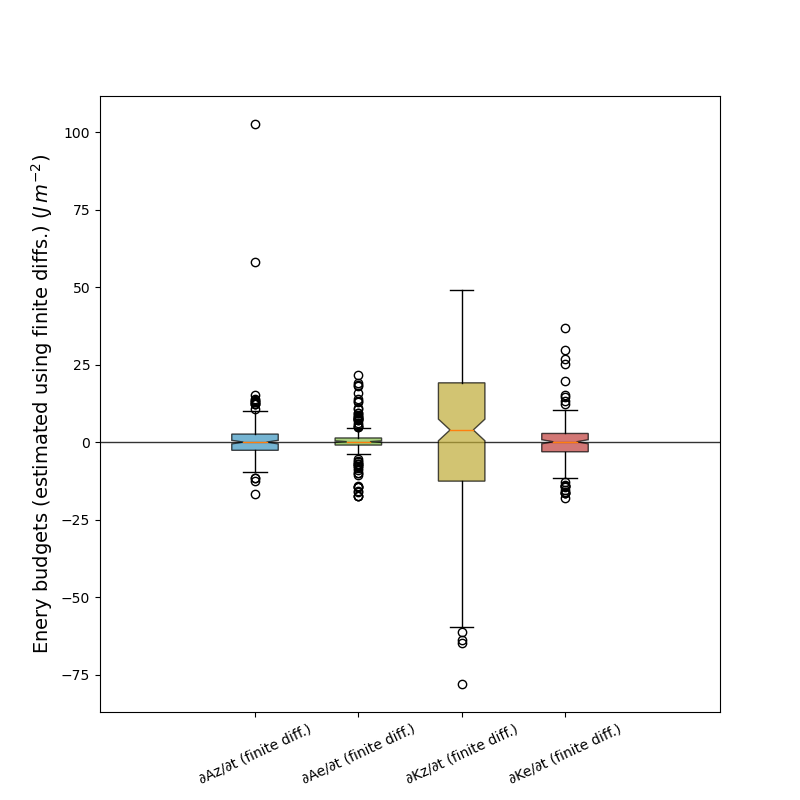 Enery budgets (estimated using finite diffs.) (J m⁻²)
100
75
50
25
0
−25
−50
−75
∂Az/∂t (finite diff.)
∂Ae/∂t (finite diff.)
∂Kz/∂t (finite diff.)
∂Ke/∂t (finite diff.)